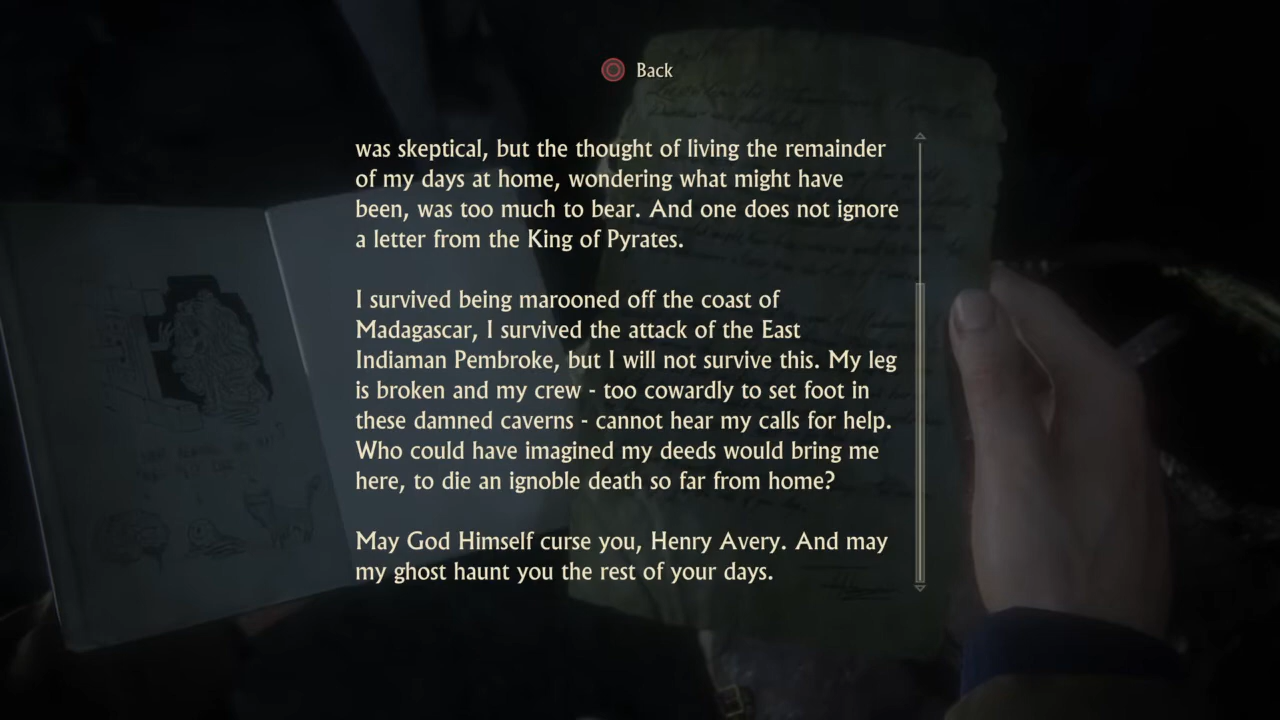 Back
was skeptical, but the thought of living the remainder
of my days at home, wondering what might have
been, was too much to bear. And one does not ignore
a letter from the King of Pyrates.
I survived being marooned off the coast of
Madagascar, I survived the attack of the East
Indiaman Pembroke, but I will not survive this. My leg
is broken and my crew - too cowardly to set foot in
these damned caverns - cannot hear my calls for help.
Who could have imagined my deeds would bring me
here, to die an ignoble death so far from home?
May God Himself curse you, Henry Avery. And may
my ghost haunt you the rest of your days.